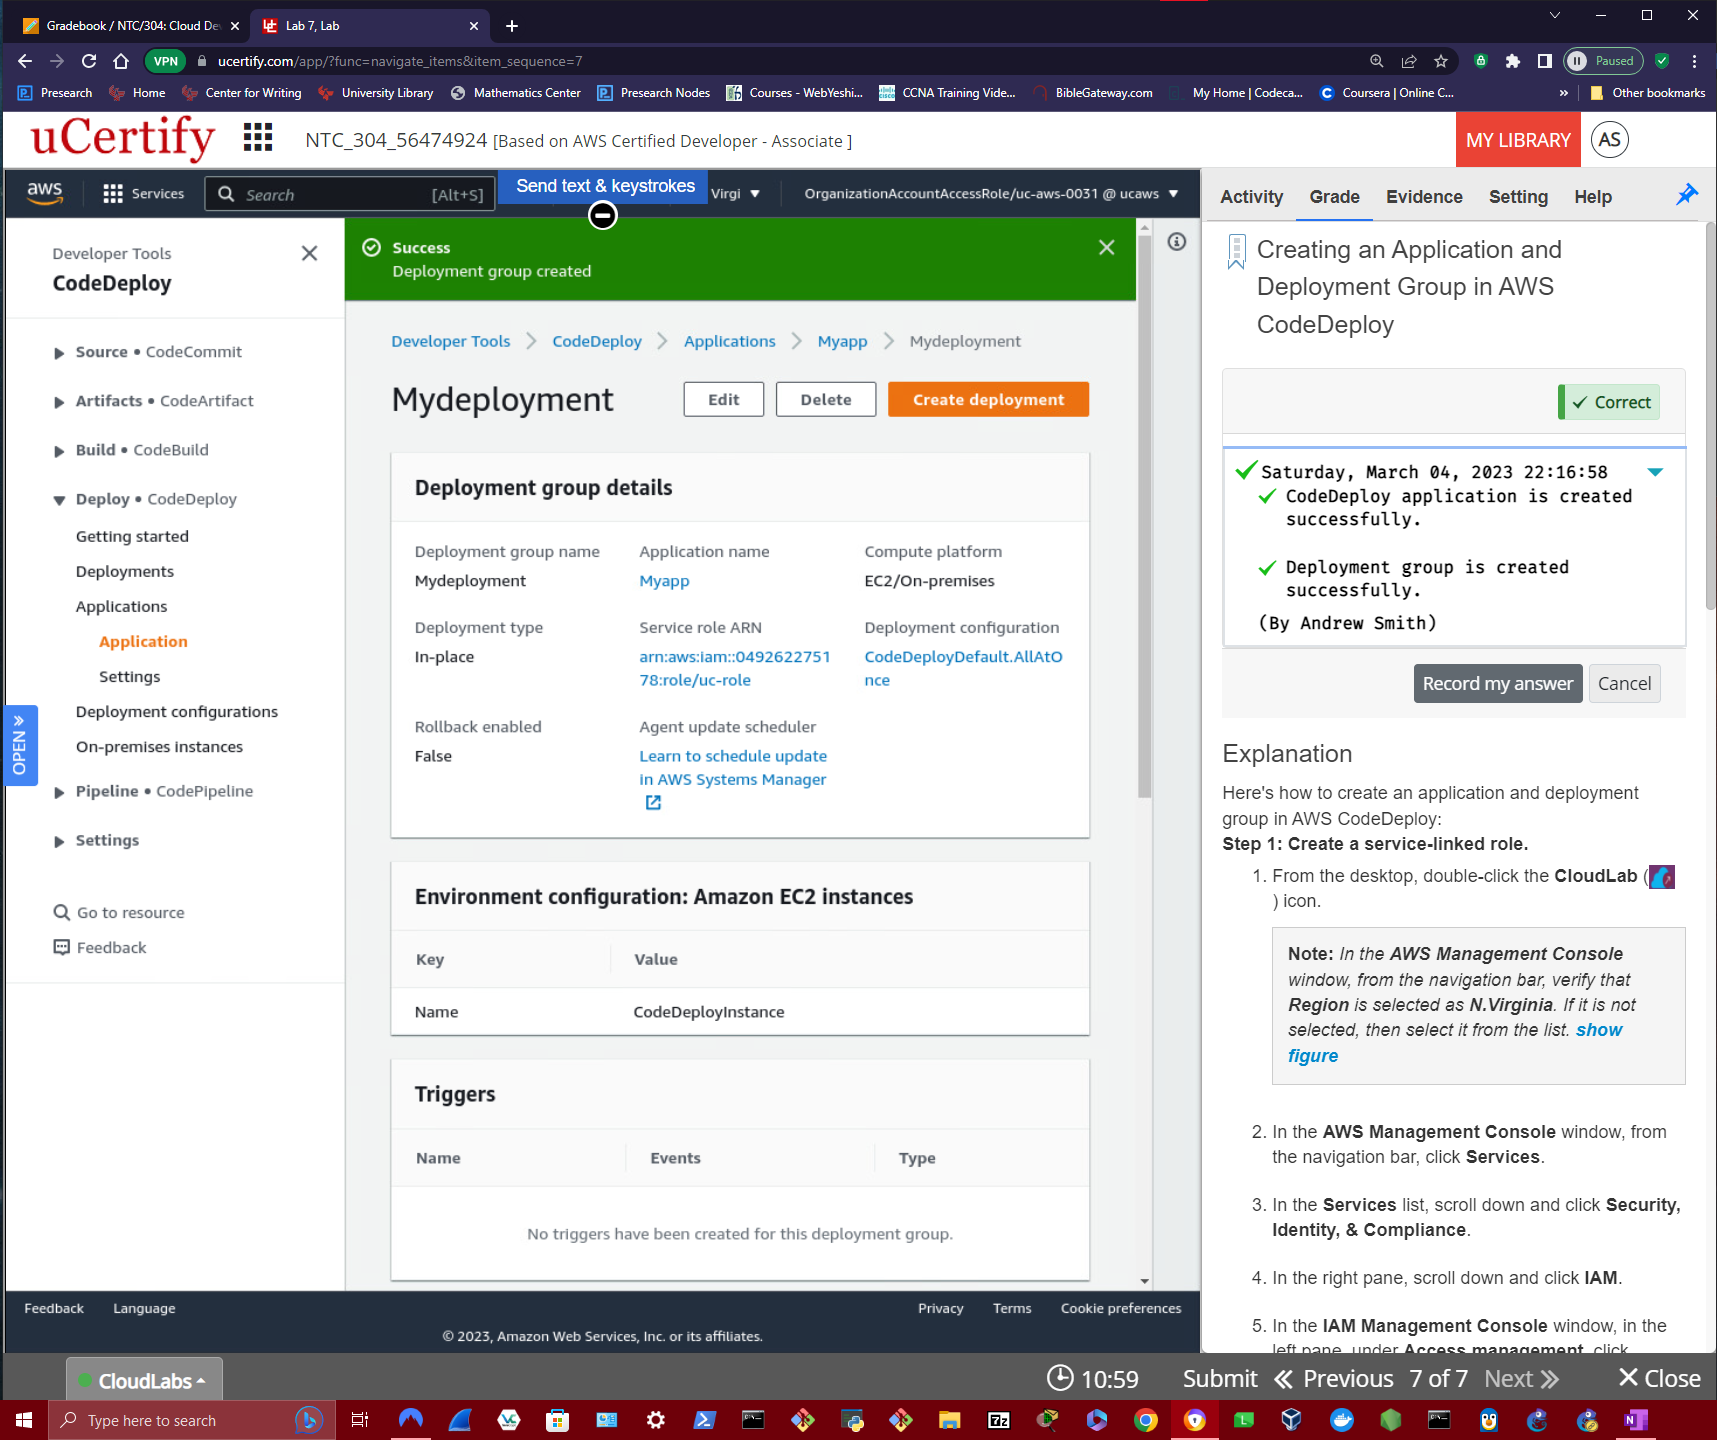 Gradebook / NTC/304: Cloud De
Lab 7, Lab
VPN
ucertify.com/app/?func=navigate_items&item_sequence=7
Paused
Presearch
Home
Center for Writing
University Library
Mathematics Center
Presearch Nodes
Courses - WebYeshi...
CCNA Training Vide...
BibleGateway.com
My Home | Codeca...
Coursera | Online C...
»
Other bookmarks
uCertify
NTC_304_56474924 [Based on AWS Certified Developer - Associate ]
MY LIBRARY
AS
aws
Services
Search
[Alt+S]
Send text & keystrokes
Virgi
OrganizationAccountAccessRole/uc-aws-0031 @ ucaws
Developer Tools
CodeDeploy
Source • CodeCommit
Artifacts • CodeArtifact
Build • CodeBuild
Deploy • CodeDeploy
Getting started
Deployments
Applications
Application
Settings
Deployment configurations
On-premises instances
Pipeline • CodePipeline
Settings
Go to resource
Feedback
OPEN »
Success
Deployment group created
Developer Tools
CodeDeploy
Applications
Myapp
Mydeployment
Mydeployment
Edit
Delete
Create deployment
Deployment group details
Deployment group name
Application name
Compute platform
Mydeployment
Myapp
EC2/On-premises
Deployment type
Service role ARN
Deployment configuration
In-place
arn:aws:iam::0492622751
78:role/uc-role
CodeDeployDefault.AllAtO
nce
Rollback enabled
Agent update scheduler
False
Learn to schedule update
in AWS Systems Manager
Environment configuration: Amazon EC2 instances
Key
Value
Name
CodeDeployInstance
Triggers
Name
Events
Type
No triggers have been created for this deployment group.
Feedback
Language
Privacy
Terms
Cookie preferences
© 2023, Amazon Web Services, Inc. or its affiliates.
Activity
Grade
Evidence
Setting
Help
Creating an Application and
Deployment Group in AWS
CodeDeploy
Correct
Saturday, March 04, 2023 22:16:58
CodeDeploy application is created
successfully.
Deployment group is created
successfully.
(By Andrew Smith)
Record my answer
Cancel
Explanation
Here's how to create an application and deployment
group in AWS CodeDeploy:
Step 1: Create a service-linked role.
1. From the desktop, double-click the CloudLab (
) icon.
Note: In the AWS Management Console
window, from the navigation bar, verify that
Region is selected as N.Virginia. If it is not
selected, then select it from the list. show
figure
2. In the AWS Management Console window, from
the navigation bar, click Services.
3. In the Services list, scroll down and click Security,
Identity, & Compliance.
4. In the right pane, scroll down and click IAM.
5. In the IAM Management Console window, in the
left pane, under Access management, click
CloudLabs
10:59
Submit
Previous
7 of 7
Next
Close
Type here to search